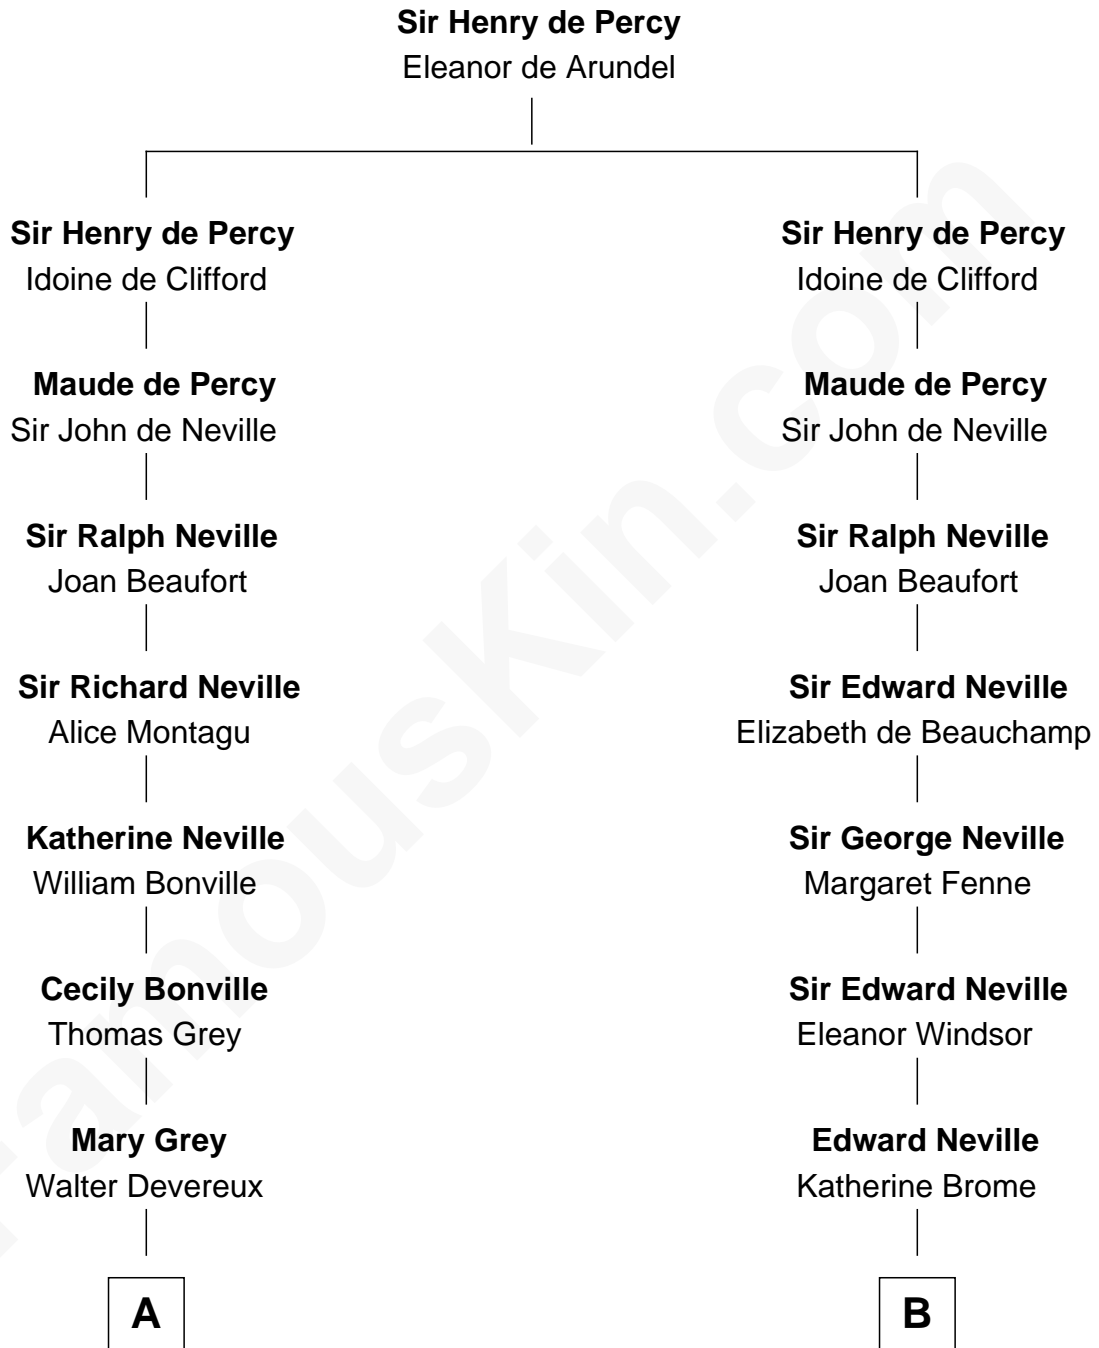 Sir Henry de Percy
Eleanor de Arundel
Sir Henry de Percy
Idoine de Clifford
Maude de Percy
Sir John de Neville
Sir Ralph Neville
Joan Beaufort
Sir Richard Neville
Alice Montagu
Katherine Neville
William Bonville
Cecily Bonville
Thomas Grey
Mary Grey
Walter Devereux
A
Sir Henry de Percy
Idoine de Clifford
Maude de Percy
Sir John de Neville
Sir Ralph Neville
Joan Beaufort
Sir Edward Neville
Elizabeth de Beauchamp
Sir George Neville
Margaret Fenne
Sir Edward Neville
Eleanor Windsor
Edward Neville
Katherine Brome
B
FamousKin.com